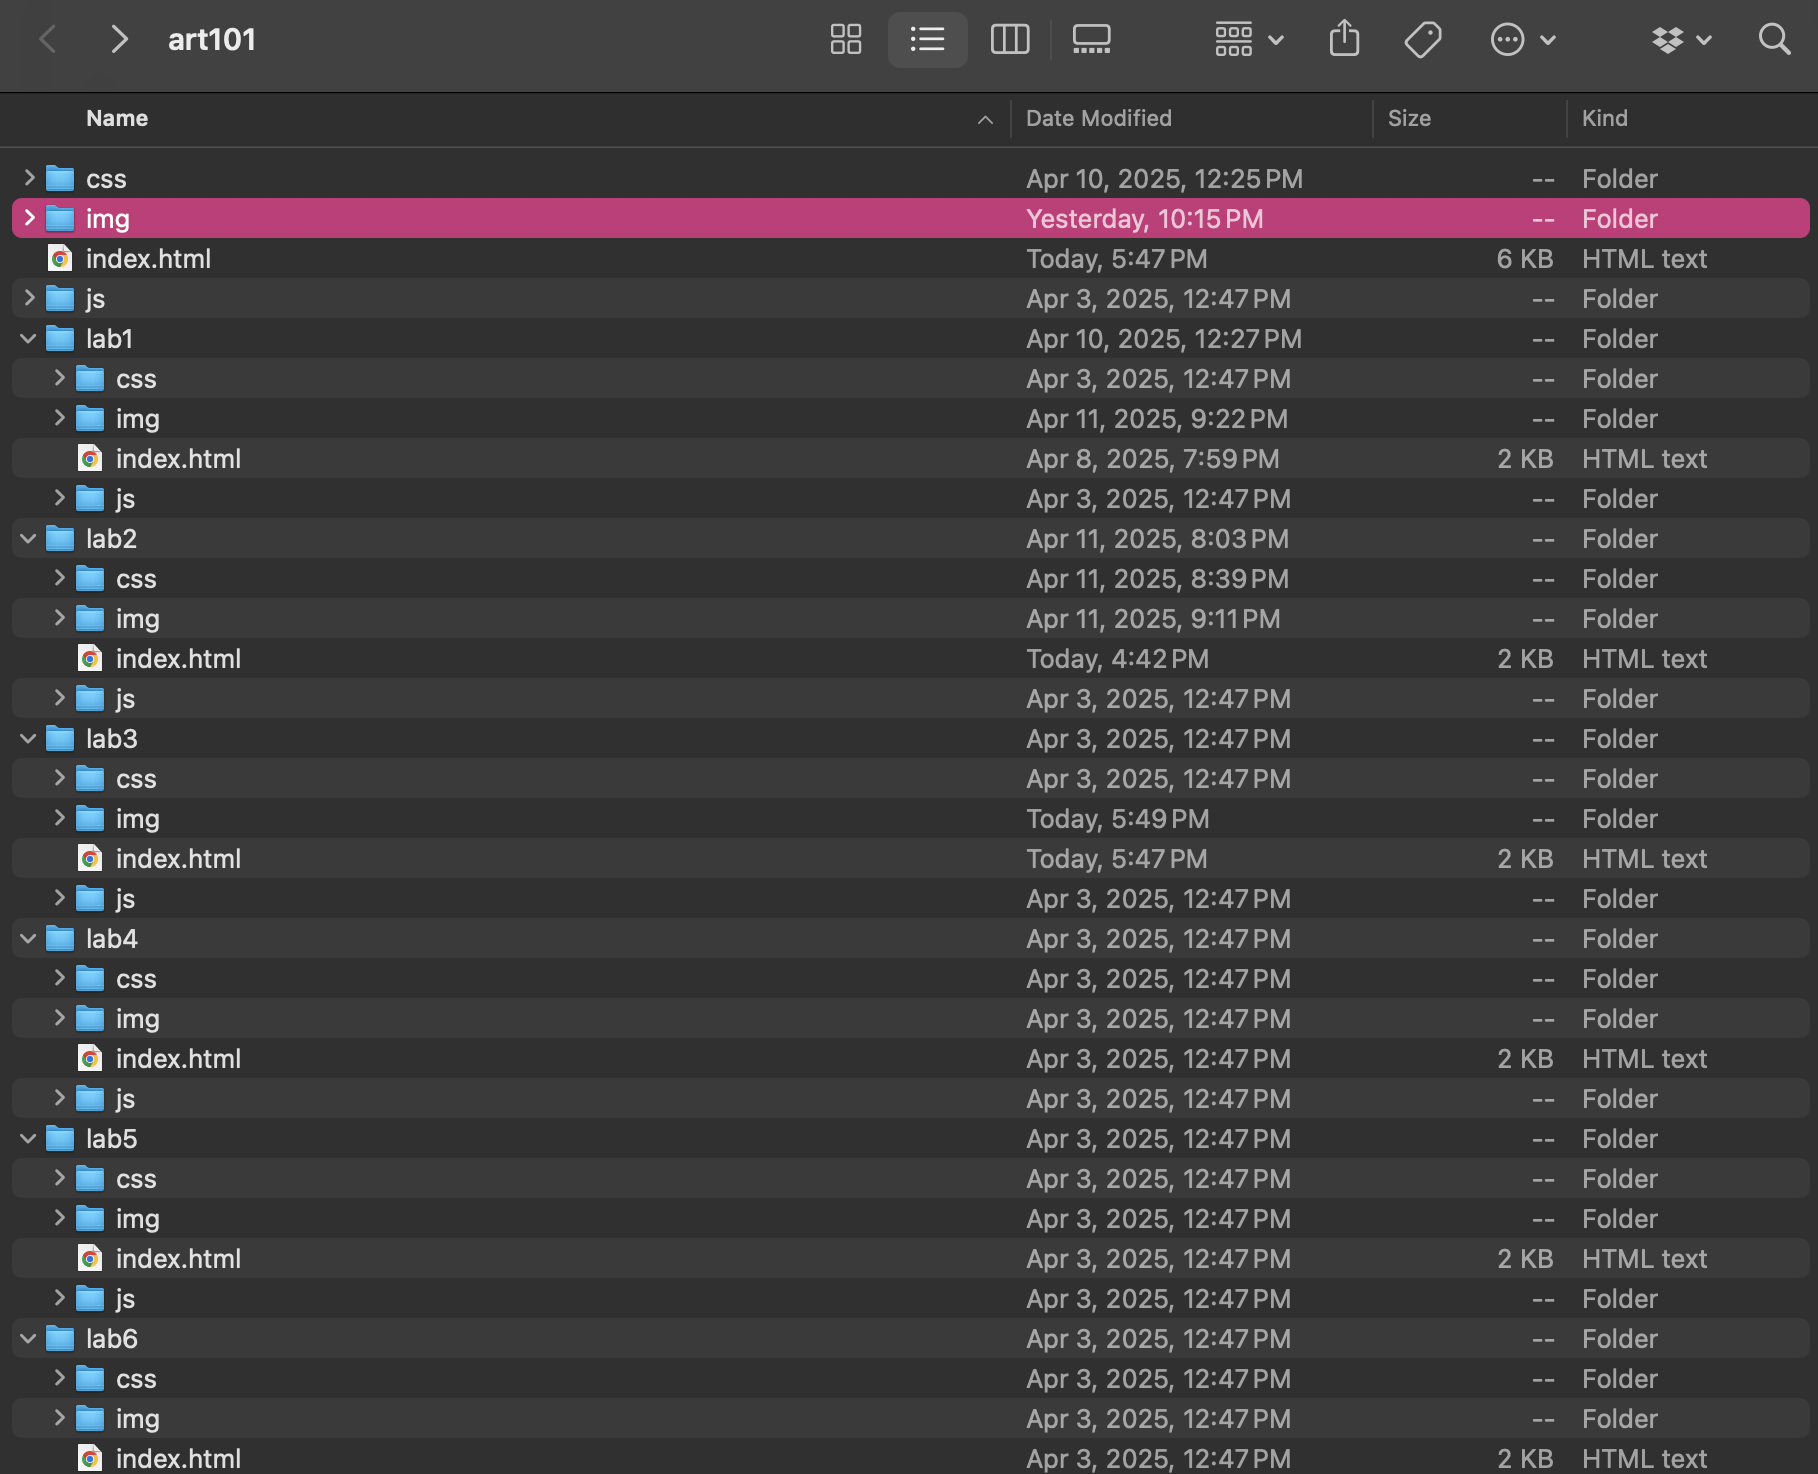 art101
Name Date Modified Size Kind
css Apr 10, 2025, 12:25 PM -- Folder
img Yesterday, 10:15 PM -- Folder
index.html Today, 5:47 PM 6 KB HTML text
js Apr 3, 2025, 12:47 PM -- Folder
lab1 Apr 10, 2025, 12:27 PM -- Folder
css Apr 3, 2025, 12:47 PM -- Folder
img Apr 11, 2025, 9:22 PM -- Folder
index.html Apr 8, 2025, 7:59 PM 2 KB HTML text
js Apr 3, 2025, 12:47 PM -- Folder
lab2 Apr 11, 2025, 8:03 PM -- Folder
css Apr 11, 2025, 8:39 PM -- Folder
img Apr 11, 2025, 9:11 PM -- Folder
index.html Today, 4:42 PM 2 KB HTML text
js Apr 3, 2025, 12:47 PM -- Folder
lab3 Apr 3, 2025, 12:47 PM -- Folder
css Apr 3, 2025, 12:47 PM -- Folder
img Today, 5:49 PM -- Folder
index.html Today, 5:47 PM 2 KB HTML text
js Apr 3, 2025, 12:47 PM -- Folder
lab4 Apr 3, 2025, 12:47 PM -- Folder
css Apr 3, 2025, 12:47 PM -- Folder
img Apr 3, 2025, 12:47 PM -- Folder
index.html Apr 3, 2025, 12:47 PM 2 KB HTML text
js Apr 3, 2025, 12:47 PM -- Folder
lab5 Apr 3, 2025, 12:47 PM -- Folder
css Apr 3, 2025, 12:47 PM -- Folder
img Apr 3, 2025, 12:47 PM -- Folder
index.html Apr 3, 2025, 12:47 PM 2 KB HTML text
js Apr 3, 2025, 12:47 PM -- Folder
lab6 Apr 3, 2025, 12:47 PM -- Folder
css Apr 3, 2025, 12:47 PM -- Folder
img Apr 3, 2025, 12:47 PM -- Folder
index.html Apr 3, 2025, 12:47 PM 2 KB HTML text